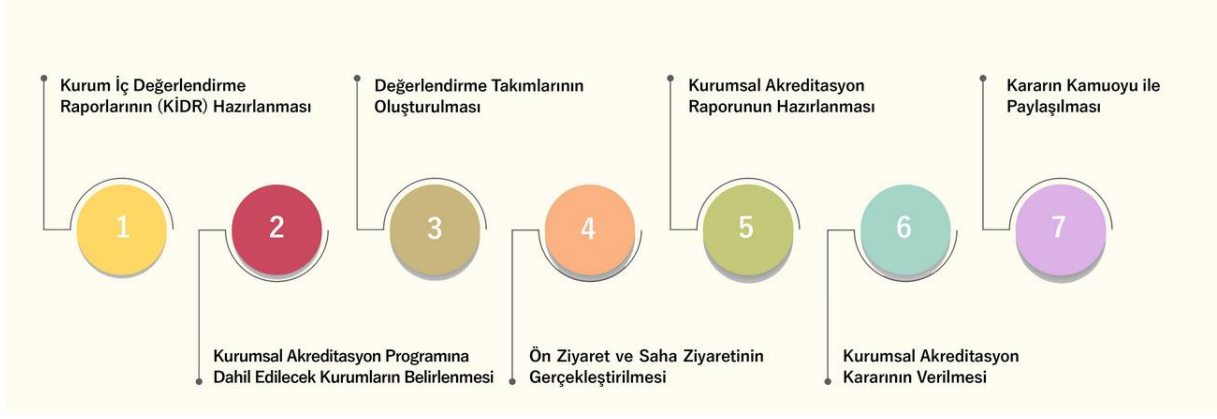 Kurum İç Değerlendirme
Raporlarının (KİDR) Hazırlanması
Değerlendirme Takımlarının
Oluşturulması
Kurumsal Akreditasyon
Raporunun Hazırlanması
Kararın Kamuoyu ile
Paylaşılması
1
2
3
4
5
6
7
Kurumsal Akreditasyon Programına
Dahil Edilecek Kurumların Belirlenmesi
Ön Ziyaret ve Saha Ziyaretinin
Gerçekleştirilmesi
Kurumsal Akreditasyon
Kararının Verilmesi